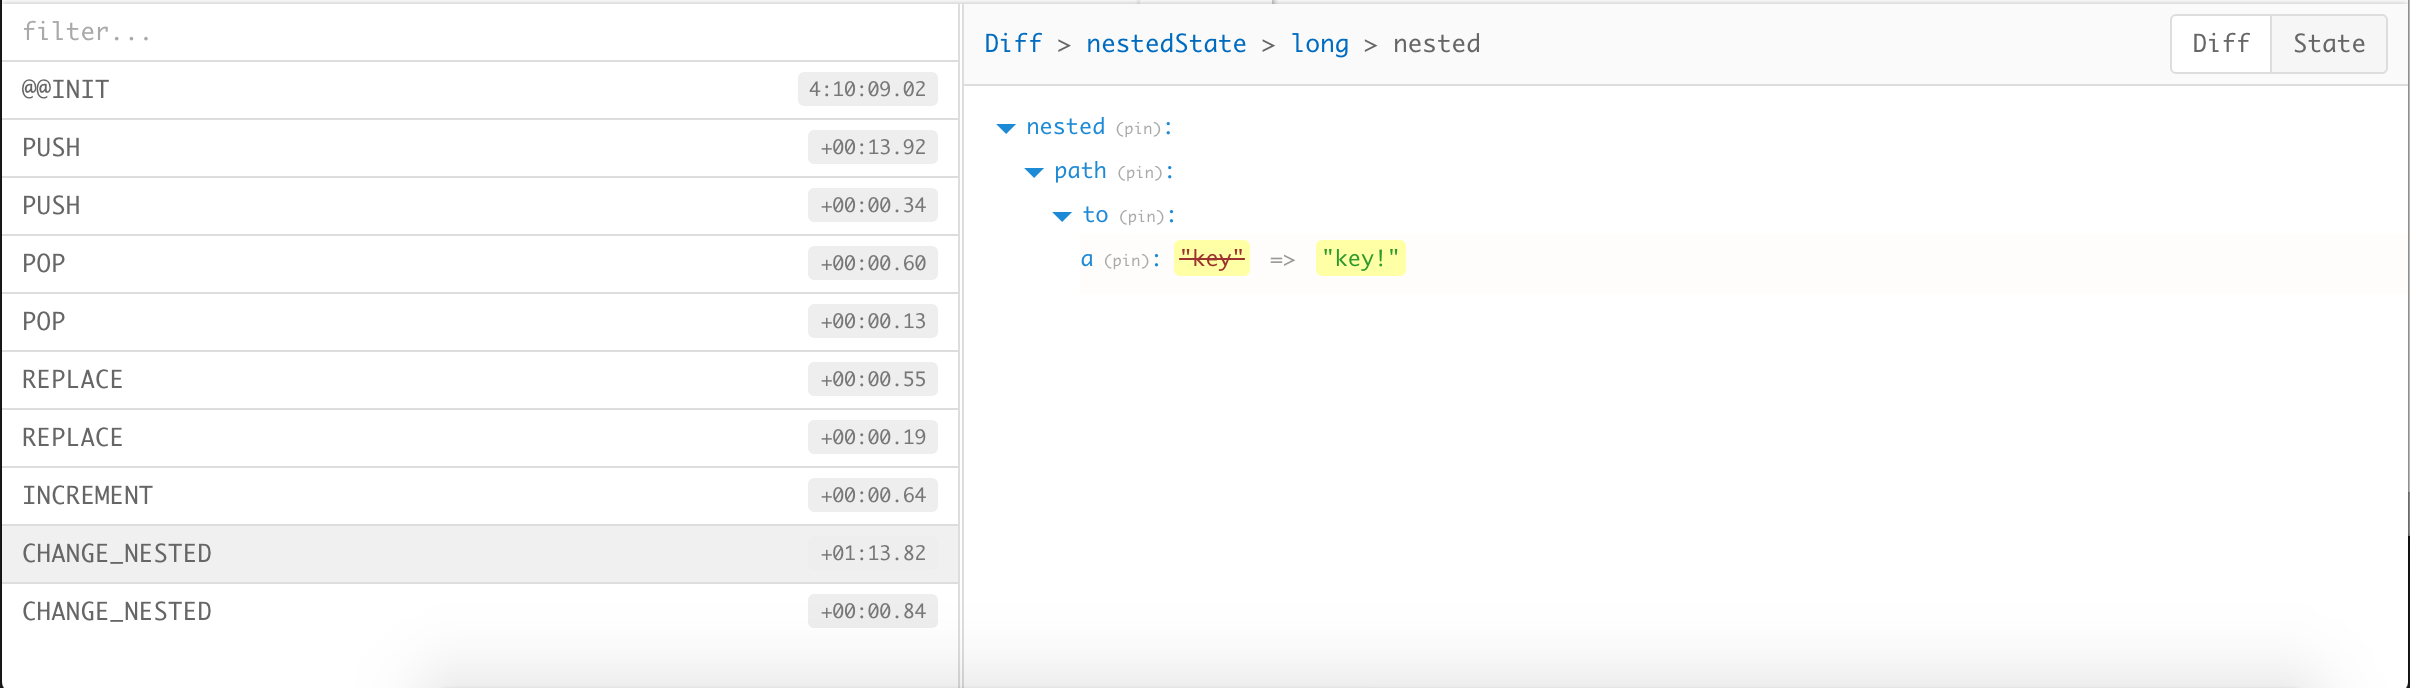 filter...
@@INIT 4:10:09.02
PUSH +00:13.92
PUSH +00:00.34
POP +00:00.60
POP +00:00.13
REPLACE +00:00.55
REPLACE +00:00.19
INCREMENT +00:00.64
CHANGE_NESTED +01:13.82
CHANGE_NESTED +00:00.84
Diff > nestedState > long > nested Diff State
nested (pin):
path (pin):
to (pin):
a (pin): "key" => "key!"